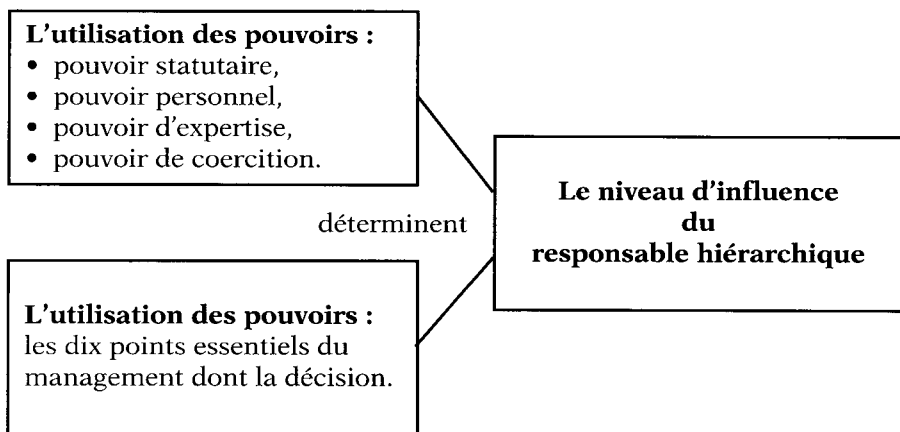 L'utilisation des pouvoirs :
• pouvoir statutaire,
• pouvoir personnel,
• pouvoir d'expertise,
• pouvoir de coercition.
déterminent
L'utilisation des pouvoirs :
les dix points essentiels du
management dont la décision.
Le niveau d'influence
du
responsable hiérarchique